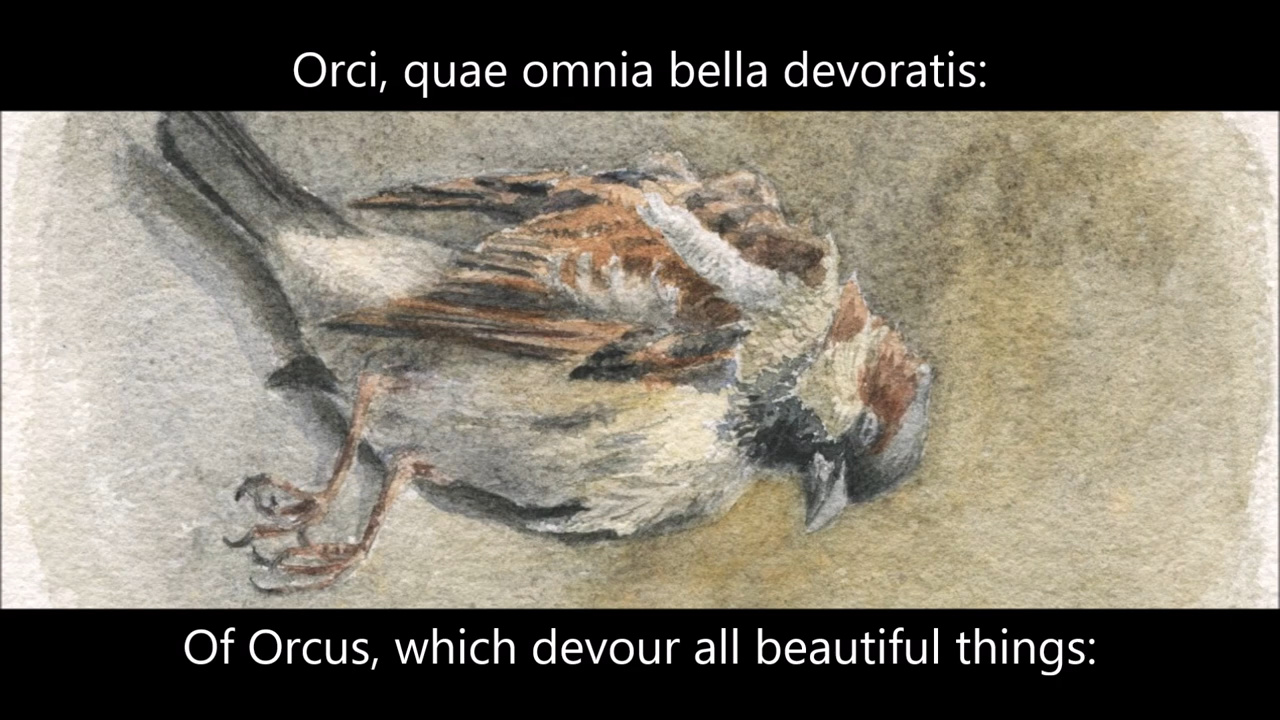 Orci, quae omnia bella devoratis:
Of Orcus, which devour all beautiful things: